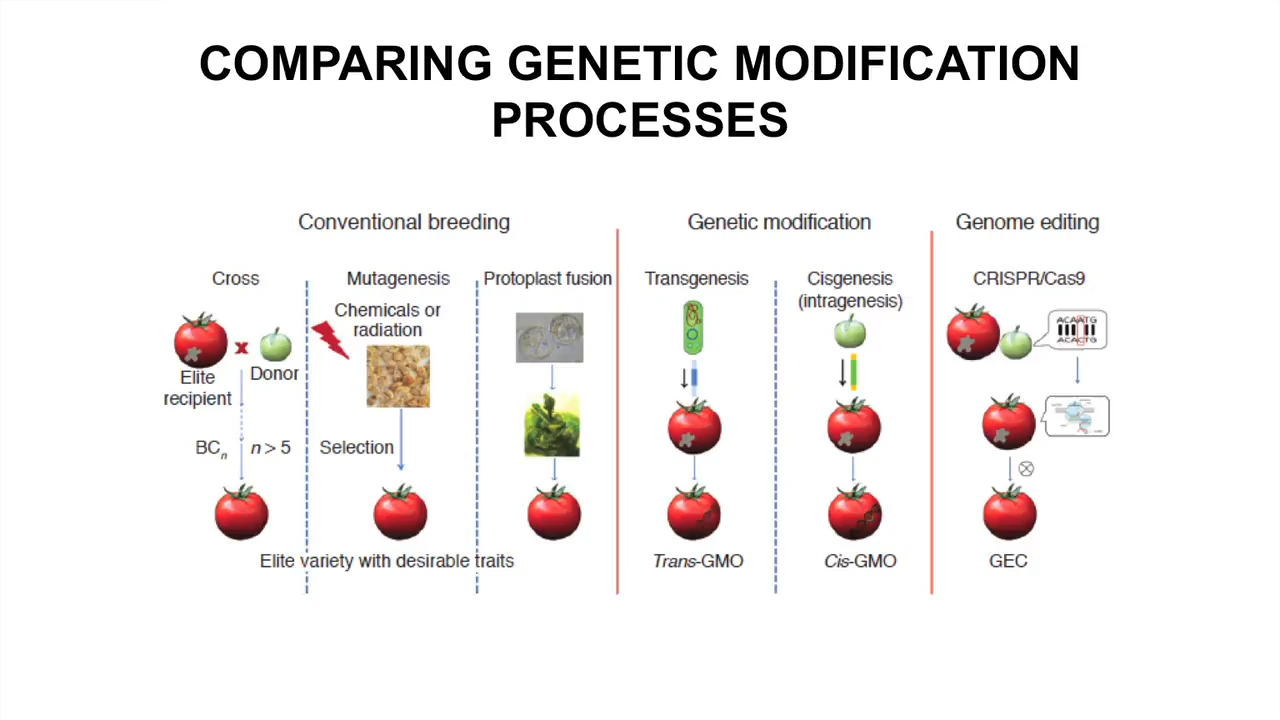 COMPARING GENETIC MODIFICATION
PROCESSES
Conventional breeding
Genetic modification
Genome editing
Cross
Mutagenesis
Protoplast fusion
Transgenesis
Cisgenesis
(intragenesis)
CRISPR/Cas9
Chemicals or
radiation
ACAATG
ACACTG
x
Elite
recipient
Donor
BCn n > 5
Selection
Elite variety with desirable traits
Trans-GMO
Cis-GMO
GEC